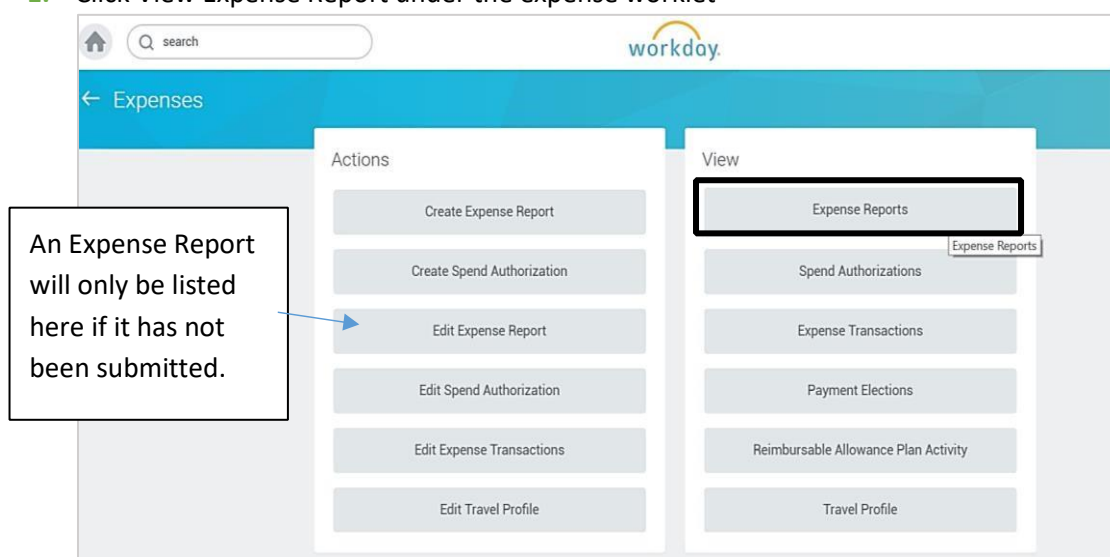 Click View Expense Report under the expense worklet
search
workday.
← Expenses
Actions
View
Create Expense Report
Expense Reports
Expense Reports
An Expense Report
will only be listed
here if it has not
been submitted.
Create Spend Authorization
Spend Authorizations
Edit Expense Report
Expense Transactions
Edit Spend Authorization
Payment Elections
Edit Expense Transactions
Reimbursable Allowance Plan Activity
Edit Travel Profile
Travel Profile